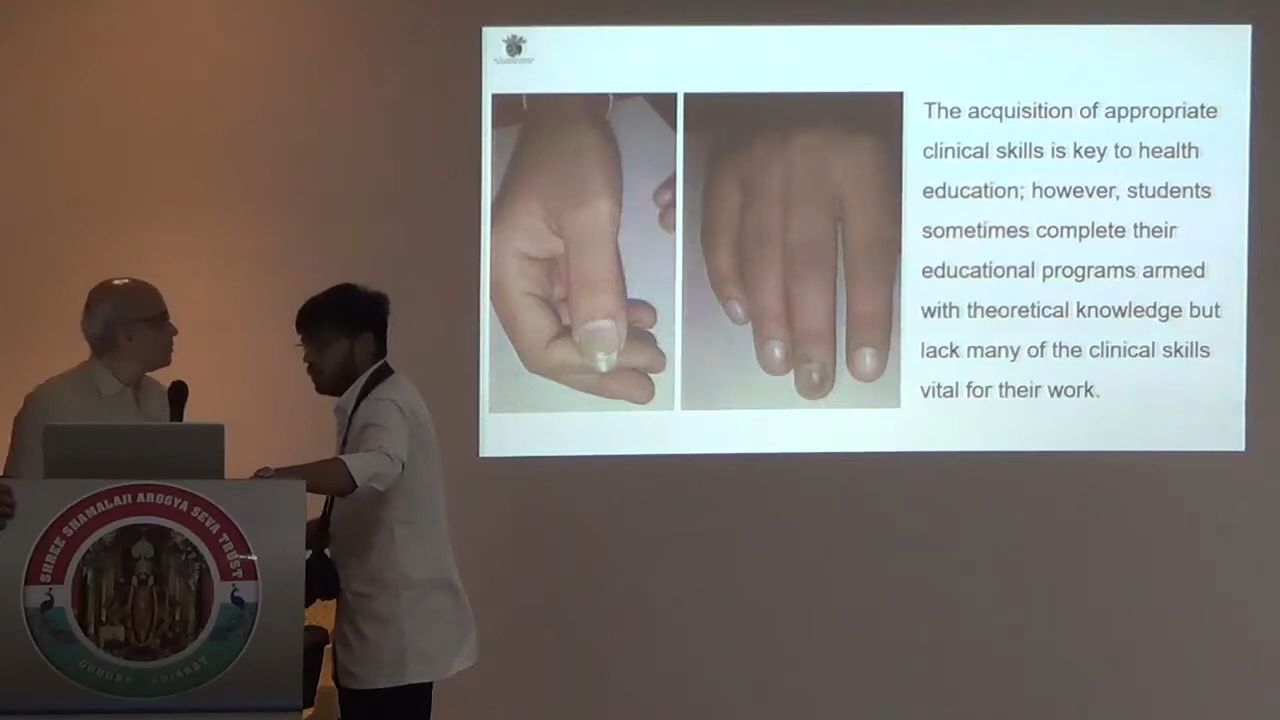 The acquisition of appropriate
clinical skills is key to health
education; however, students
sometimes complete their
educational programs armed
with theoretical knowledge but
lack many of the clinical skills
vital for their work.
SHREE SHAMALAJI AROGYA SEVA TRUST
GODHRA GUJARAT